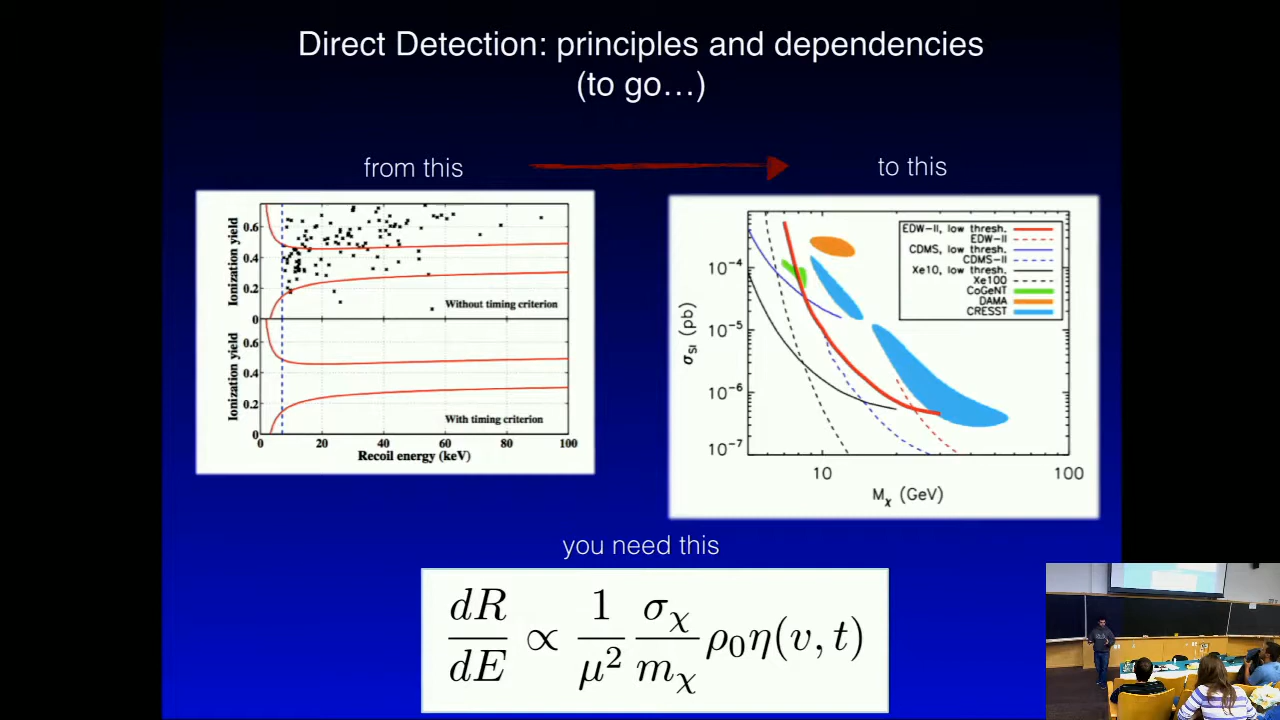 Direct Detection: principles and dependencies
(to go...)
from this
to this
Ionization yield
0.6
0.4
0.2
0
Without timing criterion
Ionization yield
0.6
0.4
0.2
0
With timing criterion
0 20 40 60 80 100
Recoil energy (keV)
EDW-II, low thresh.
EDW-II
CDMS, low thresh.
CDMS-II
Xe10, low thresh.
Xe100
CoGeNT
DAMA
CRESST
σ_SI (pb)
10⁻⁴
10⁻⁵
10⁻⁶
10⁻⁷
10 100
M_χ (GeV)
you need this
dR/dE ∝ 1/μ² σ_χ/m_χ ρ₀η(v, t)